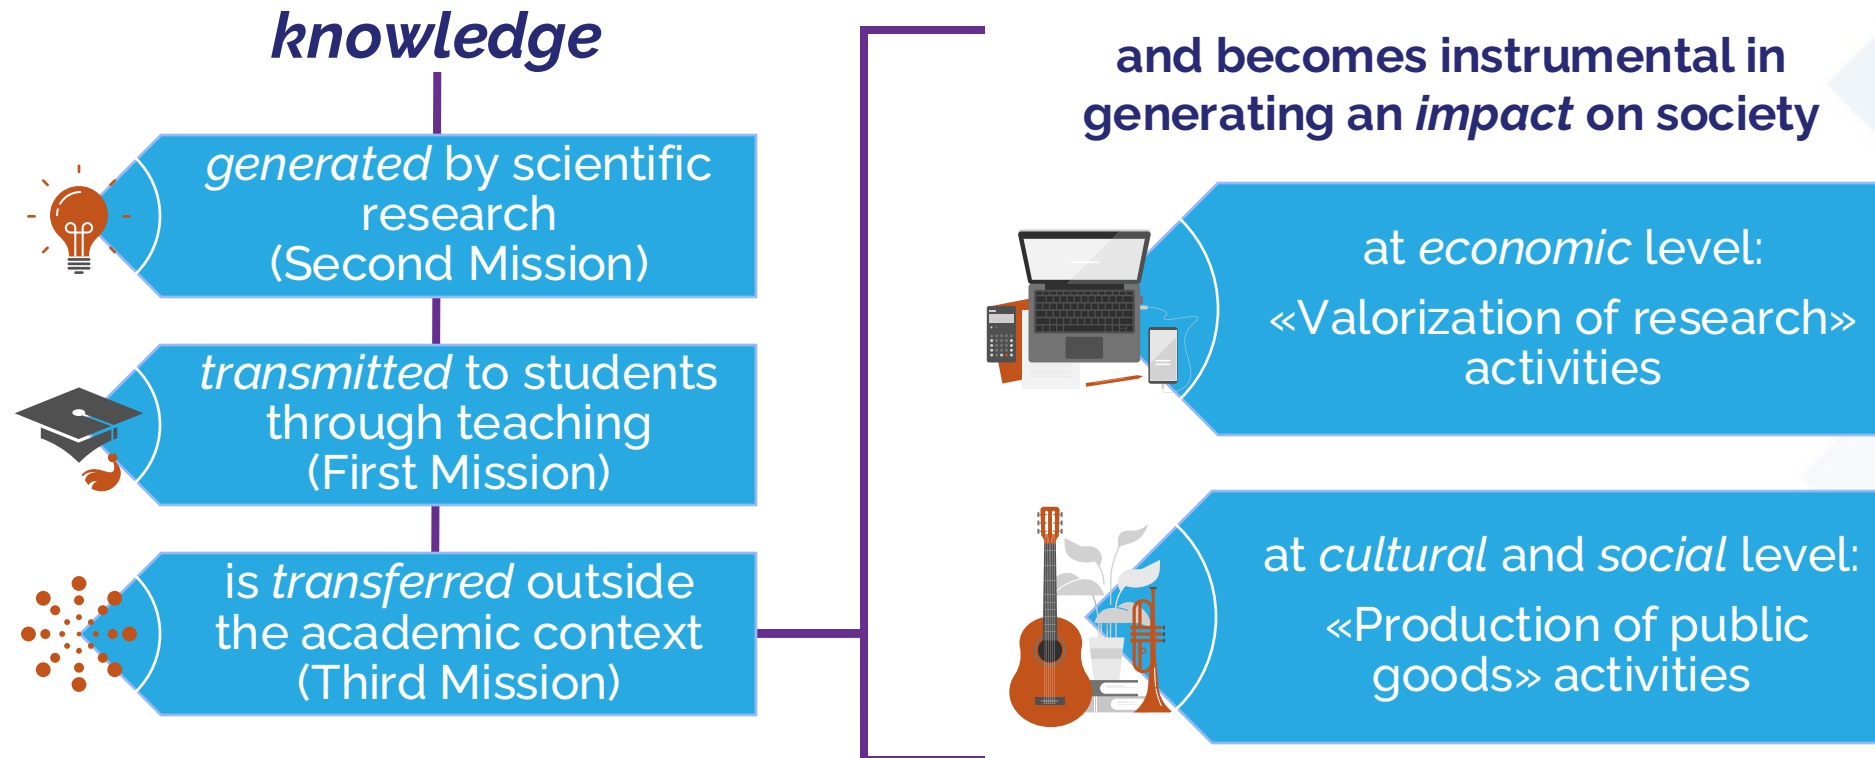 knowledge
generated by scientific
research
(Second Mission)
transmitted to students
through teaching
(First Mission)
is transferred outside
the academic context
(Third Mission)
and becomes instrumental in
generating an impact on society
at economic level:
«Valorization of research»
activities
at cultural and social level:
«Production of public
goods» activities